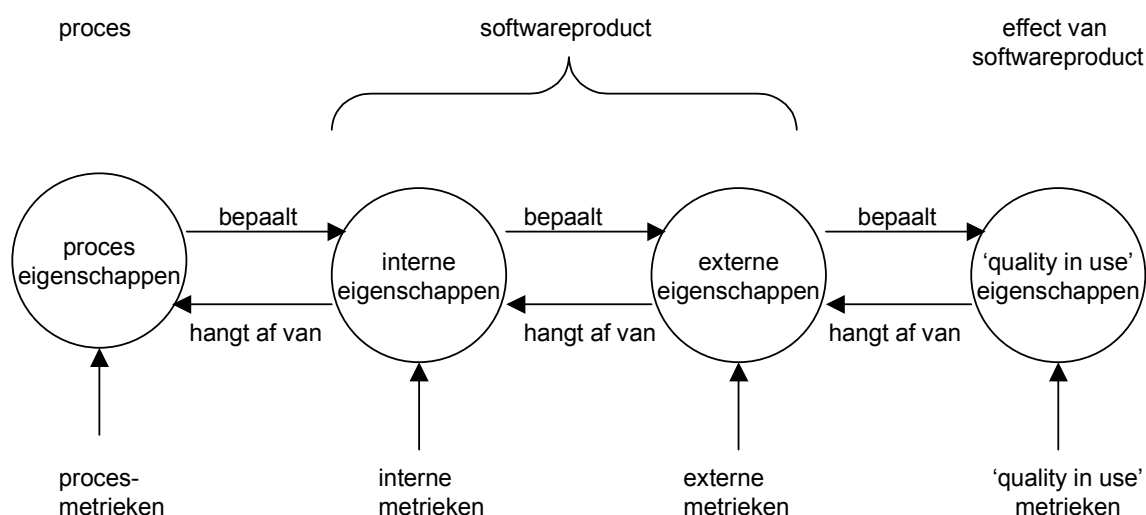 proces
softwareproduct
effect van
softwareproduct
bepaalt
bepaalt
bepaalt
proces
eigenschappen
interne
eigenschappen
externe
eigenschappen
‘quality in use’
eigenschappen
hangt af van
hangt af van
hangt af van
proces-
metrieken
interne
metrieken
externe
metrieken
‘quality in use’
metrieken